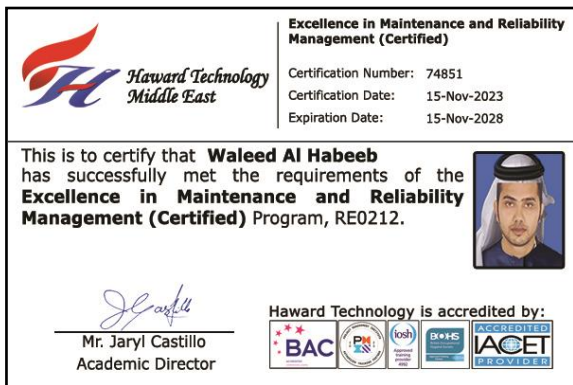 Haward Technology
Middle East
Excellence in Maintenance and Reliability
Management (Certified)
Certification Number: 74851
Certification Date: 15-Nov-2023
Expiration Date: 15-Nov-2028
This is to certify that Waleed Al Habeeb
has successfully met the requirements of the
Excellence in Maintenance and Reliability
Management (Certified) Program, RE0212.
Mr. Jaryl Castillo
Academic Director
Haward Technology is accredited by:
BAC
PMI
iosh
Approved
training
provider
BOHS
ACCREDITED
IACET
PROVIDER